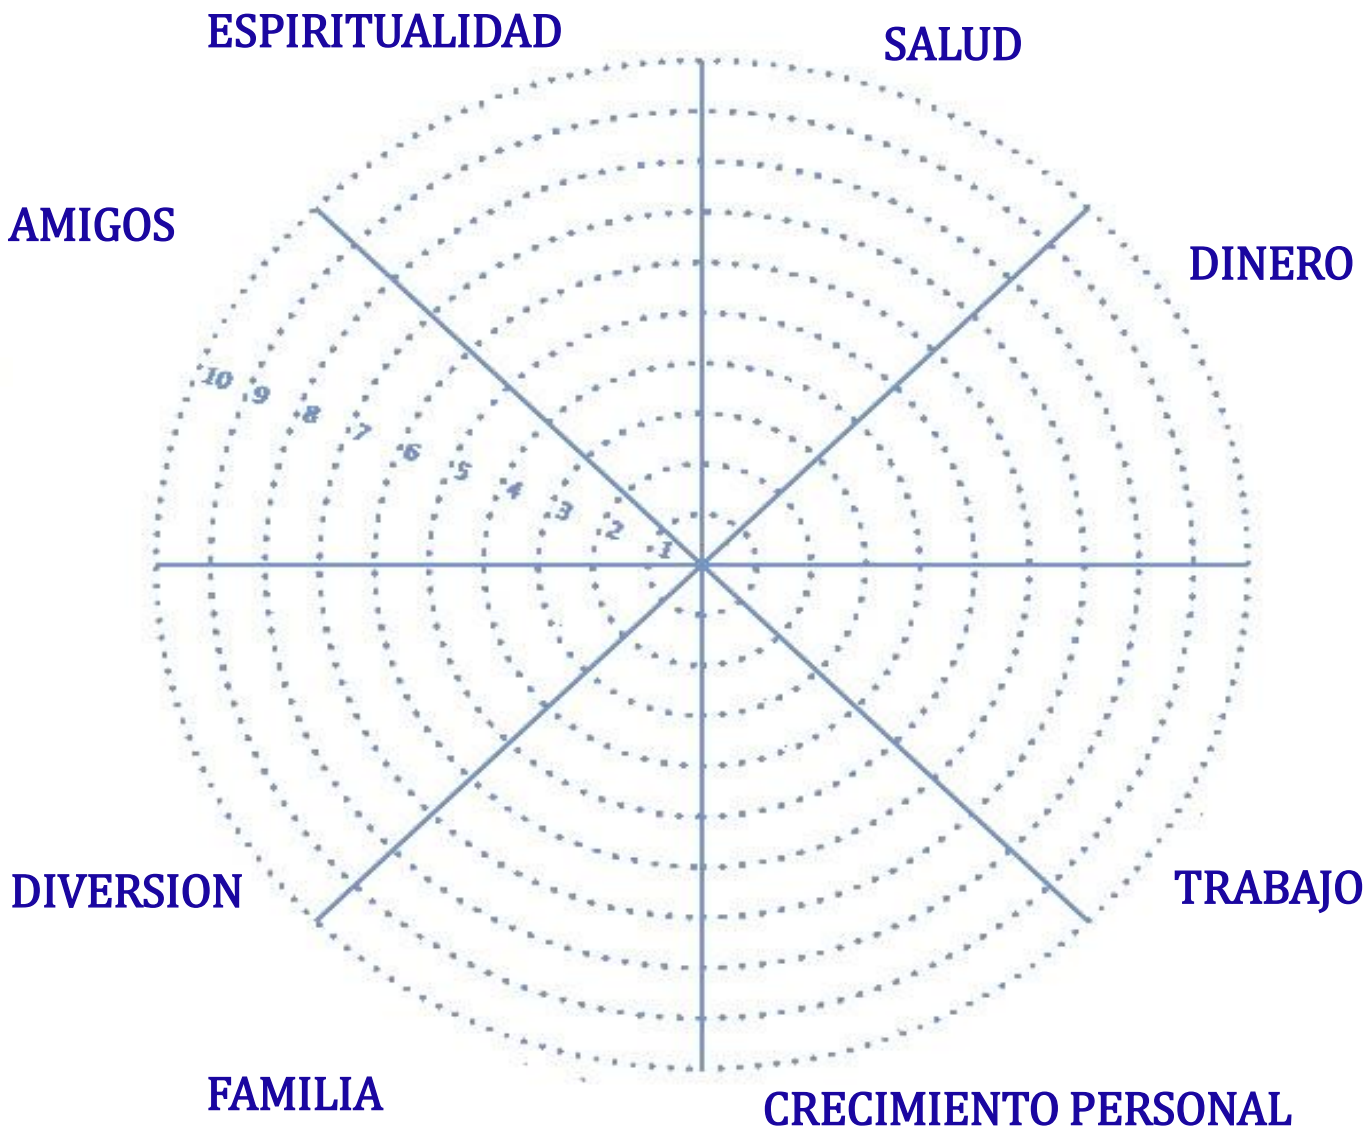 ESPIRITUALIDAD
SALUD
AMIGOS
DINERO
10 9 8 7 6 5 4 3 2 1
DIVERSION
TRABAJO
FAMILIA
CRECIMIENTO PERSONAL